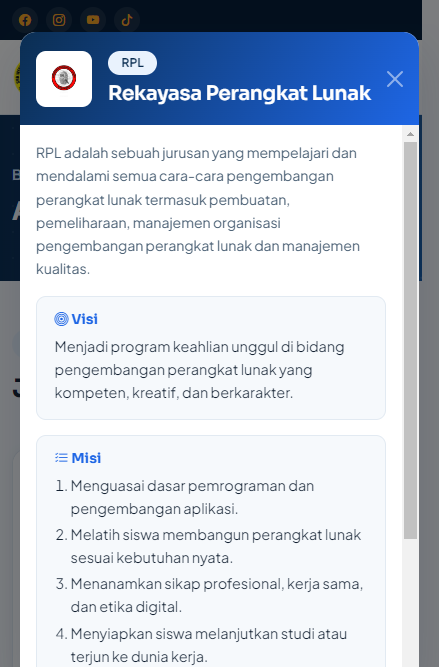 RPL
Rekayasa Perangkat Lunak
RPL adalah sebuah jurusan yang mempelajari dan
mendalami semua cara-cara pengembangan
perangkat lunak termasuk pembuatan,
pemeliharaan, manajemen organisasi
pengembangan perangkat lunak dan manajemen
kualitas.
Visi
Menjadi program keahlian unggul di bidang
pengembangan perangkat lunak yang
kompeten, kreatif, dan berkarakter.
Misi
1. Menguasai dasar pemrograman dan
pengembangan aplikasi.
2. Melatih siswa membangun perangkat lunak
sesuai kebutuhan nyata.
3. Menanamkan sikap profesional, kerja sama,
dan etika digital.
4. Menyiapkan siswa melanjutkan studi atau
terjun ke dunia kerja.